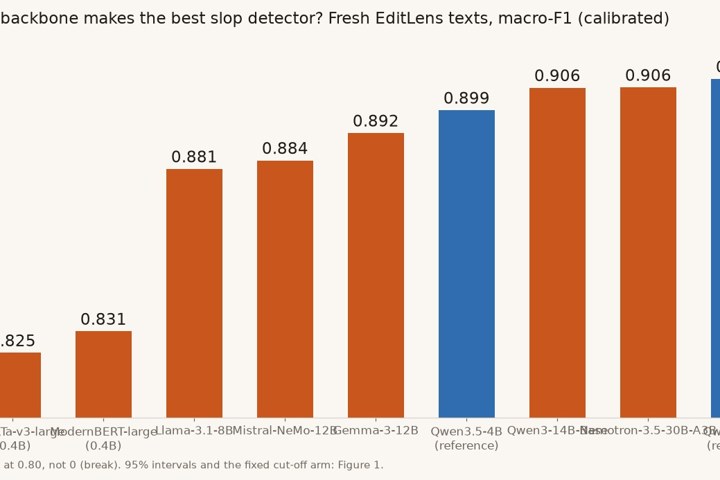 backbone makes the best slop detector? Fresh EditLens texts, macro-F1 (calibrated)
0.906 0.906
0.899
0.892
0.884
0.881
0.831
.825
Ta-v3-large ModernBERT-large Llama-3.1-8B Mistral-NeMo-12B Gemma-3-12B Qwen3.5-4B Qwen3-14B-Base Nemotron-3.5-30B-A3B Qw
0.4B) (0.4B) (reference) (re
at 0.80, not 0 (break). 95% intervals and the fixed cut-off arm: Figure 1.